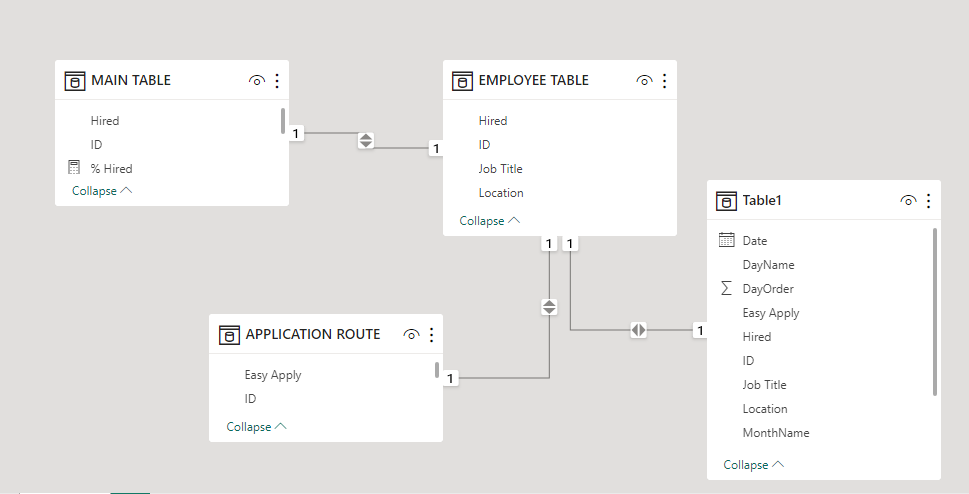 MAIN TABLE
Hired
ID
% Hired
Collapse
1
1
EMPLOYEE TABLE
Hired
ID
Job Title
Location
Collapse
1
1
APPLICATION ROUTE
Easy Apply
ID
Collapse
1
1
Table1
Date
DayName
DayOrder
Easy Apply
Hired
ID
Job Title
Location
MonthName
Collapse